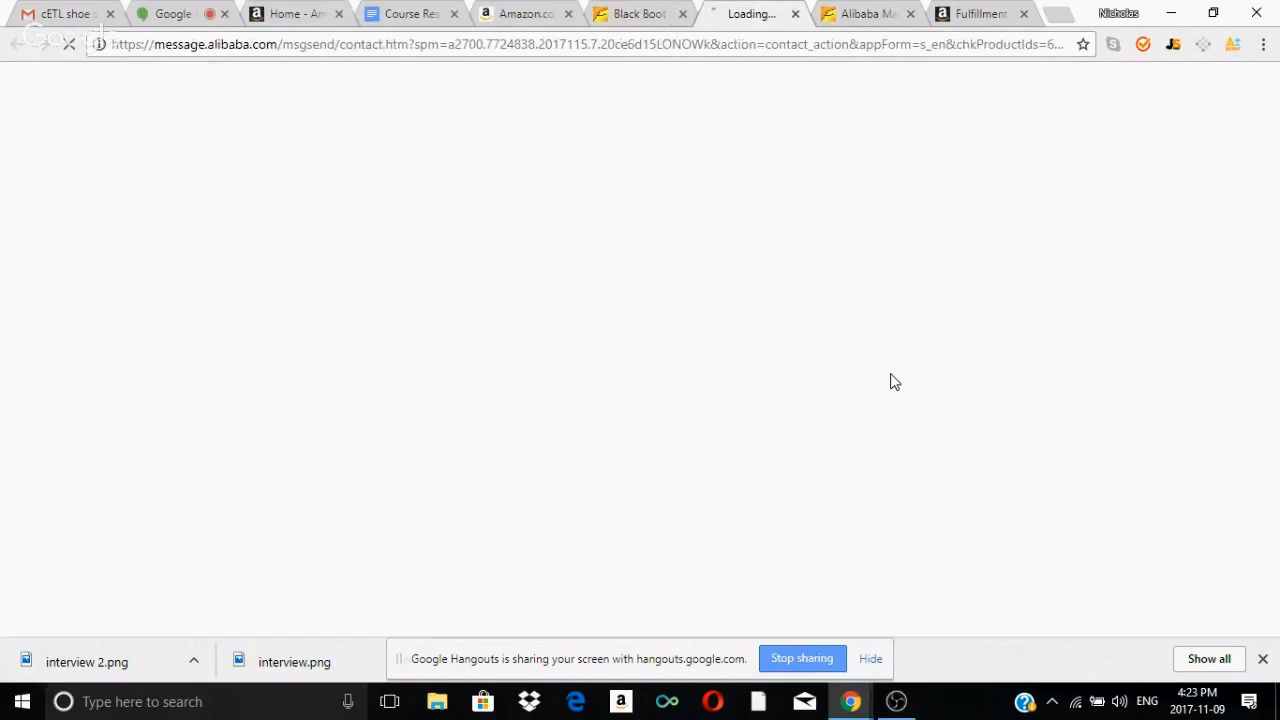 cETL shoe
Google
Home - Am
Course Res
Amazon.co
Black Boot
Loading...
Alibaba Ma
Fulfillment
Nicholas
https://message.alibaba.com/msgsend/contact.htm?spm=a2700.7724838.2017115.7.20ce6d15LONOWk&action=contact_action&appForm=s_en&chkProductIds=6...
interview 2.png
interview.png
Google Hangouts is sharing your screen with hangouts.google.com.
Stop sharing
Hide
Show all
Type here to search
ENG
4:23 PM
2017-11-09